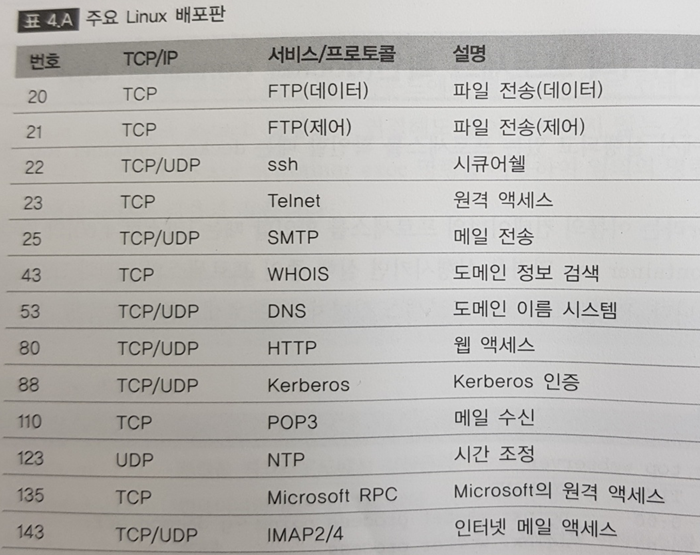 표 4.A 주요 Linux 배포판
번호 TCP/IP 서비스/프로토콜 설명
20 TCP FTP(데이터) 파일 전송(데이터)
21 TCP FTP(제어) 파일 전송(제어)
22 TCP/UDP ssh 시큐어쉘
23 TCP Telnet 원격 액세스
25 TCP/UDP SMTP 메일 전송
43 TCP WHOIS 도메인 정보 검색
53 TCP/UDP DNS 도메인 이름 시스템
80 TCP/UDP HTTP 웹 액세스
88 TCP/UDP Kerberos Kerberos 인증
110 TCP POP3 메일 수신
123 UDP NTP 시간 조정
135 TCP Microsoft RPC Microsoft의 원격 액세스
143 TCP/UDP IMAP2/4 인터넷 메일 액세스